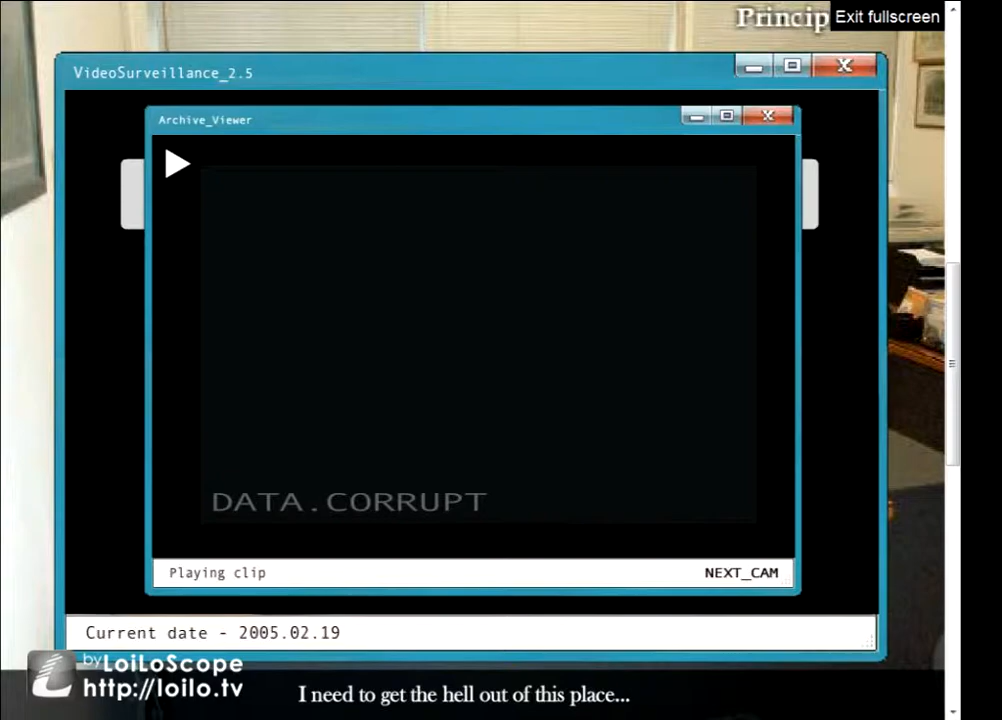 Princip
Exit fullscreen
VideoSurveillance_2.5
Archive_Viewer
DATA.CORRUPT
Playing clip
NEXT_CAM
Current date - 2005.02.19
by LoiLoScope
http://loilo.tv
I need to get the hell out of this place...